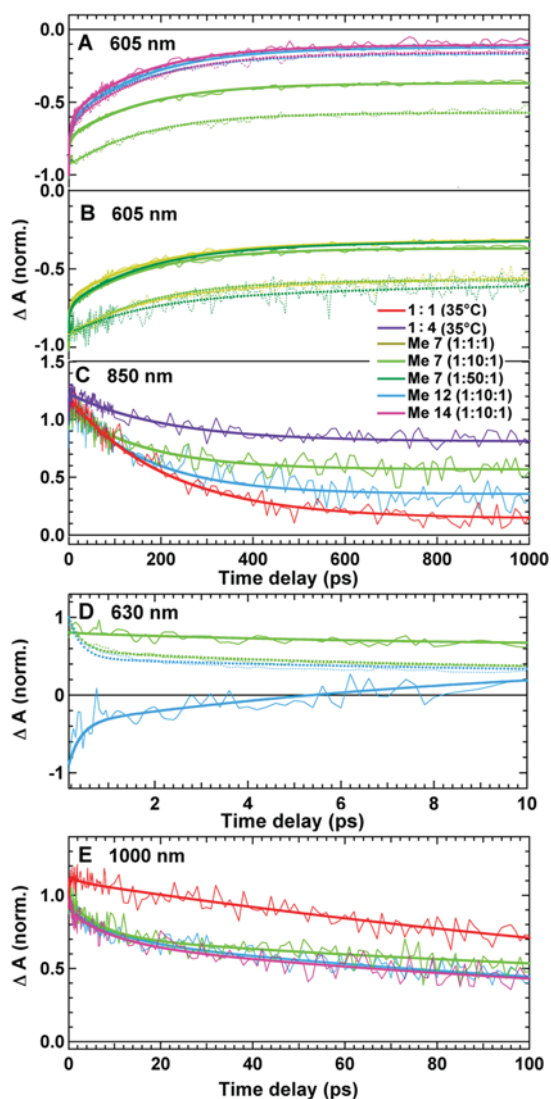 A 605 nm
0.0
-0.5
-1.0
B 605 nm
0.0
-0.5
-1.0
Δ A (norm.)
1 : 1 (35°C)
1 : 4 (35°C)
Me 7 (1:1:1)
Me 7 (1:10:1)
Me 7 (1:50:1)
Me 12 (1:10:1)
Me 14 (1:10:1)
C 850 nm
1.5
1.0
0.5
0.0
0 200 400 600 800 1000
Time delay (ps)
D 630 nm
1
0
-1
Δ A (norm.)
2 4 6 8 10
Time delay (ps)
E 1000 nm
1.0
0.5
0.0
Δ A (norm.)
0 20 40 60 80 100
Time delay (ps)